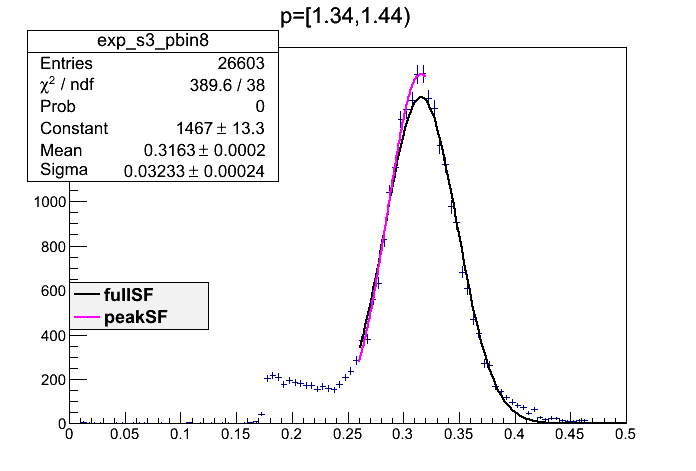 p=[1.34,1.44)
exp_s3_pbin8
Entries 26603
χ² / ndf 389.6 / 38
Prob 0
Constant 1467 ± 13.3
Mean 0.3163 ± 0.0002
Sigma 0.03233 ± 0.00024
1000
800
600
fullSF
peakSF
400
200
0
0 0.05 0.1 0.15 0.2 0.25 0.3 0.35 0.4 0.45 0.5